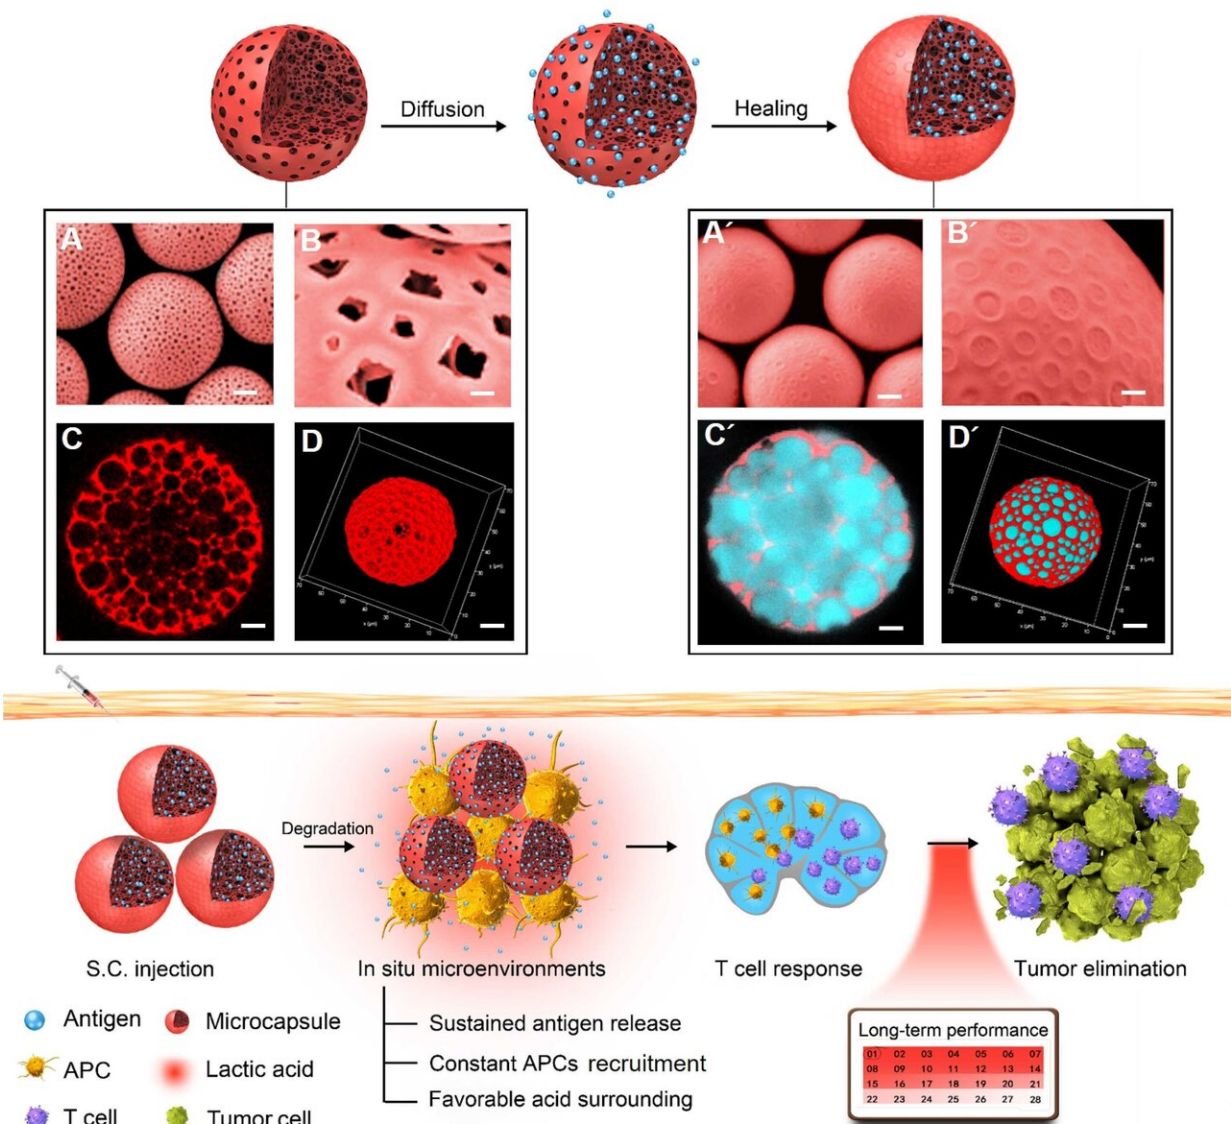 Diffusion
Healing
A
B
A´
B´
C
D
C´
D´
Degradation
S.C. injection
In situ microenvironments
T cell response
Tumor elimination
Sustained antigen release
Constant APCs recruitment
Favorable acid surrounding
Antigen
Microcapsule
APC
Lactic acid
T cell
Tumor cell
Long-term performance
01 02 03 04 05 06 07
08 09 10 11 12 13 14
15 16 17 18 19 20 21
22 23 24 25 26 27 28